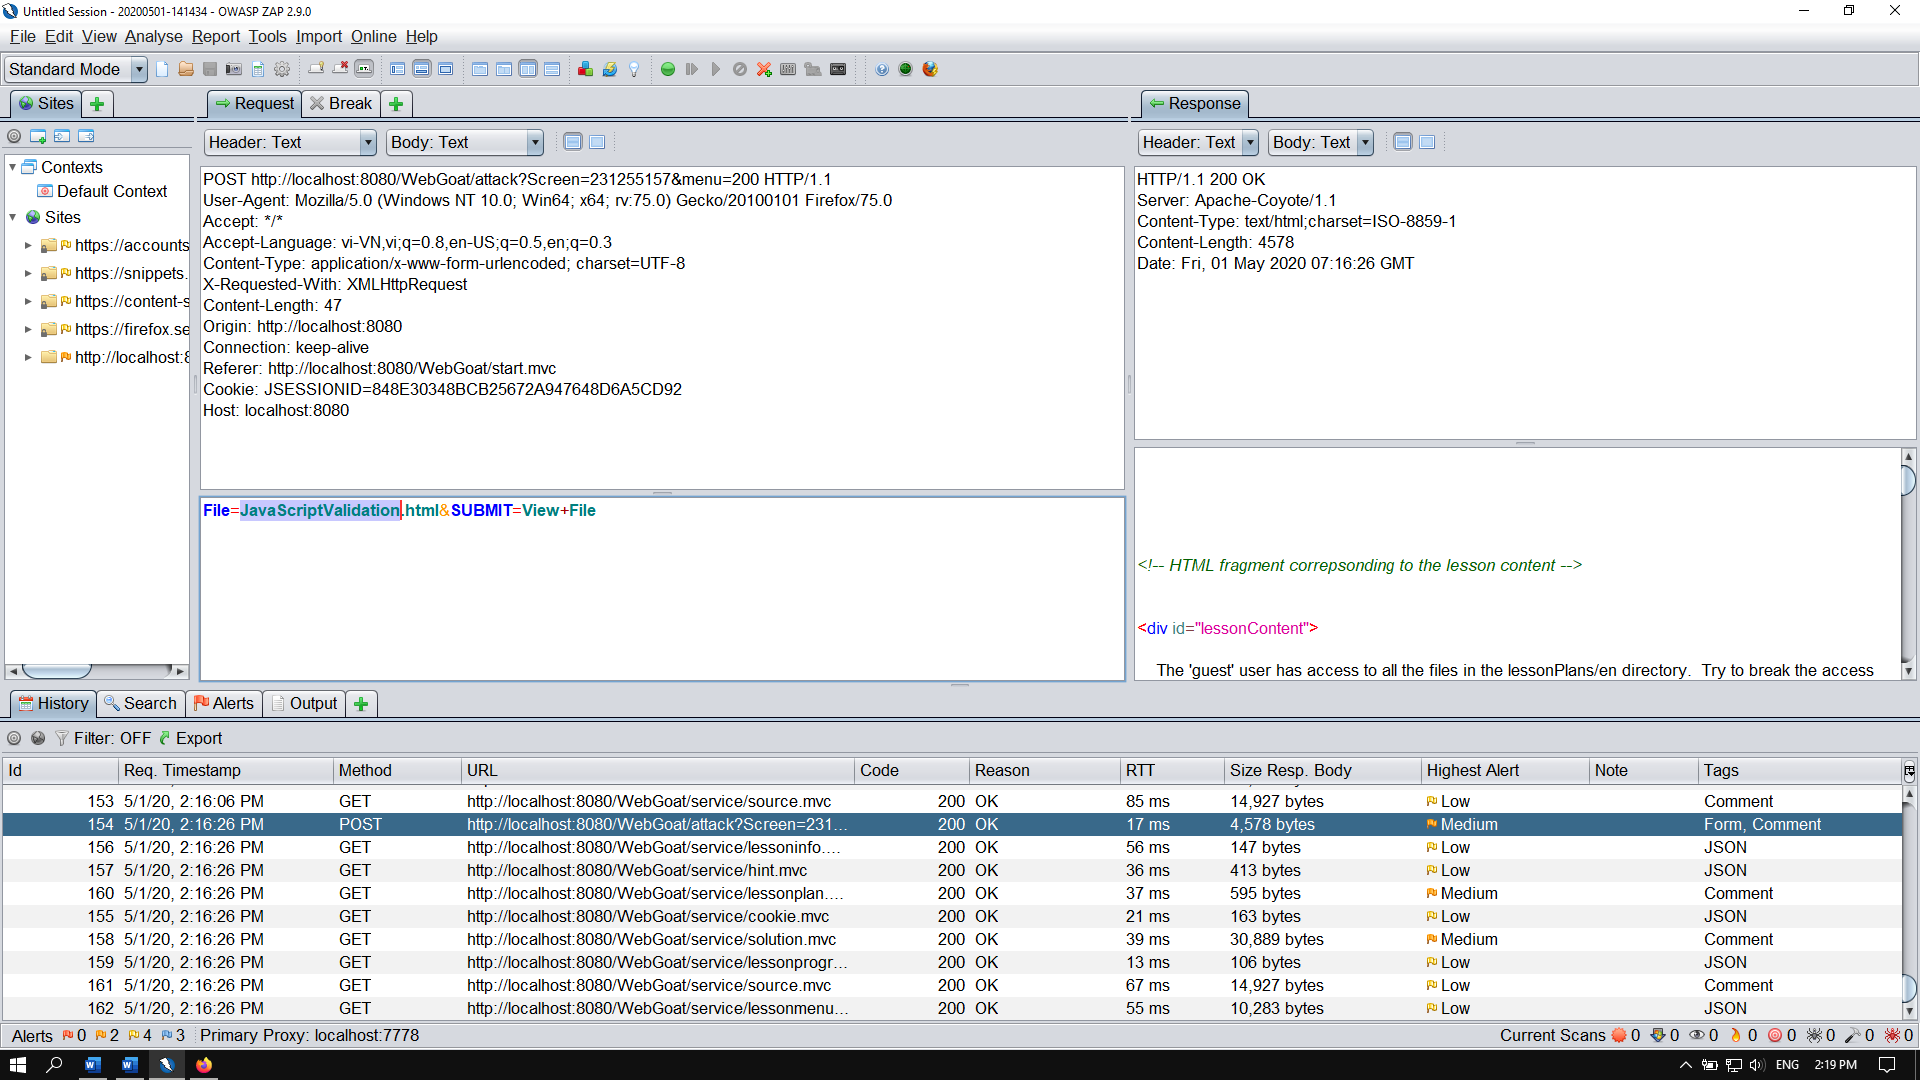 Untitled Session - 20200501-141434 - OWASP ZAP 2.9.0
File Edit View Analyse Report Tools Import Online Help
Standard Mode
Sites
Request
Break
Response
Header: Text
Body: Text
Header: Text
Body: Text
Contexts
Default Context
Sites
https://accounts
https://snippets.
https://content-s
https://firefox.se
http://localhost:8
POST http://localhost:8080/WebGoat/attack?Screen=231255157&menu=200 HTTP/1.1
User-Agent: Mozilla/5.0 (Windows NT 10.0; Win64; x64; rv:75.0) Gecko/20100101 Firefox/75.0
Accept: */*
Accept-Language: vi-VN,vi;q=0.8,en-US;q=0.5,en;q=0.3
Content-Type: application/x-www-form-urlencoded; charset=UTF-8
X-Requested-With: XMLHttpRequest
Content-Length: 47
Origin: http://localhost:8080
Connection: keep-alive
Referer: http://localhost:8080/WebGoat/start.mvc
Cookie: JSESSIONID=848E30348BCB25672A947648D6A5CD92
Host: localhost:8080
File=JavaScriptValidation.html&SUBMIT=View+File
HTTP/1.1 200 OK
Server: Apache-Coyote/1.1
Content-Type: text/html;charset=ISO-8859-1
Content-Length: 4578
Date: Fri, 01 May 2020 07:16:26 GMT
<!-- HTML fragment correpsonding to the lesson content -->
<div id="lessonContent">
The 'guest' user has access to all the files in the lessonPlans/en directory.  Try to break the access
History
Search
Alerts
Output
Filter: OFF Export
Id Req. Timestamp Method URL Code Reason RTT Size Resp. Body Highest Alert Note Tags
153 5/1/20, 2:16:06 PM GET http://localhost:8080/WebGoat/service/source.mvc 200 OK 85 ms 14,927 bytes Low Comment
154 5/1/20, 2:16:26 PM POST http://localhost:8080/WebGoat/attack?Screen=231... 200 OK 17 ms 4,578 bytes Medium Form, Comment
156 5/1/20, 2:16:26 PM GET http://localhost:8080/WebGoat/service/lessoninfo.... 200 OK 56 ms 147 bytes Low JSON
157 5/1/20, 2:16:26 PM GET http://localhost:8080/WebGoat/service/hint.mvc 200 OK 36 ms 413 bytes Low JSON
160 5/1/20, 2:16:26 PM GET http://localhost:8080/WebGoat/service/lessonplan.... 200 OK 37 ms 595 bytes Medium Comment
155 5/1/20, 2:16:26 PM GET http://localhost:8080/WebGoat/service/cookie.mvc 200 OK 21 ms 163 bytes Low JSON
158 5/1/20, 2:16:26 PM GET http://localhost:8080/WebGoat/service/solution.mvc 200 OK 39 ms 30,889 bytes Medium Comment
159 5/1/20, 2:16:26 PM GET http://localhost:8080/WebGoat/service/lessonprogr... 200 OK 13 ms 106 bytes Low JSON
161 5/1/20, 2:16:26 PM GET http://localhost:8080/WebGoat/service/source.mvc 200 OK 67 ms 14,927 bytes Low Comment
162 5/1/20, 2:16:26 PM GET http://localhost:8080/WebGoat/service/lessonmenu... 200 OK 55 ms 10,283 bytes Low JSON
Alerts 0 2 4 3 Primary Proxy: localhost:7778
Current Scans 0 0 0 0 0 0 0 0
ENG 2:19 PM